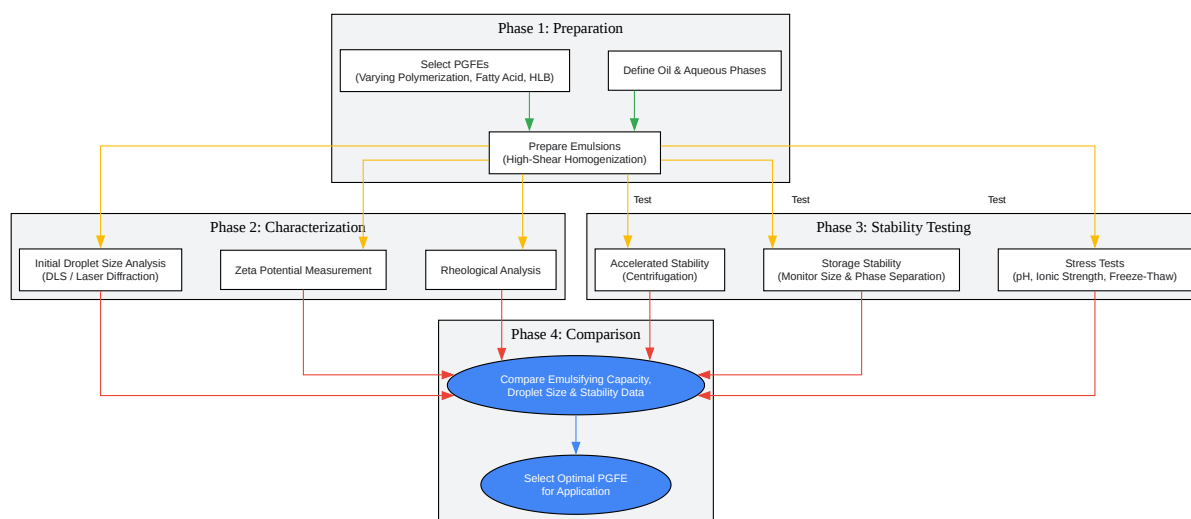 Phase 1: Preparation
Select PGFEs
(Varying Polymerization, Fatty Acid, HLB)
Define Oil & Aqueous Phases
Prepare Emulsions
(High-Shear Homogenization)
Test
Test
Test
Phase 2: Characterization
Initial Droplet Size Analysis
(DLS / Laser Diffraction)
Zeta Potential Measurement
Rheological Analysis
Phase 3: Stability Testing
Accelerated Stability
(Centrifugation)
Storage Stability
(Monitor Size & Phase Separation)
Stress Tests
(pH, Ionic Strength, Freeze-Thaw)
Phase 4: Comparison
Compare Emulsifying Capacity,
Droplet Size & Stability Data
Select Optimal PGFE
for Application